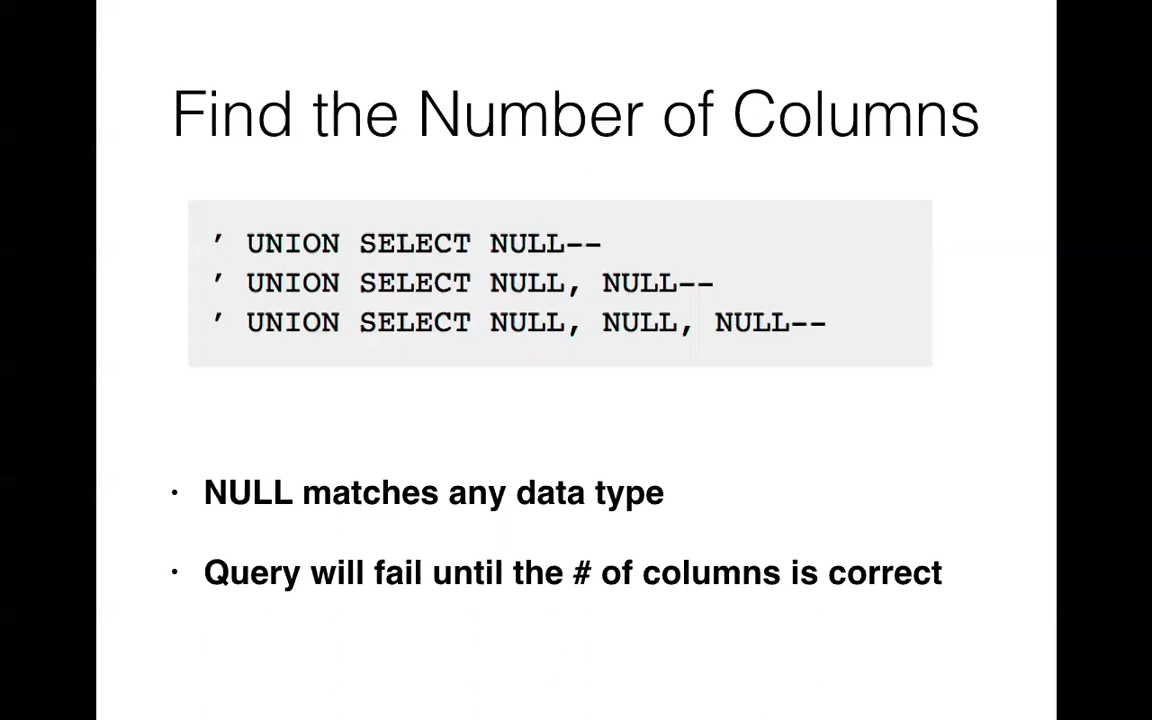 Find the Number of Columns
’ UNION SELECT NULL--
’ UNION SELECT NULL, NULL--
’ UNION SELECT NULL, NULL, NULL--
· NULL matches any data type
· Query will fail until the # of columns is correct